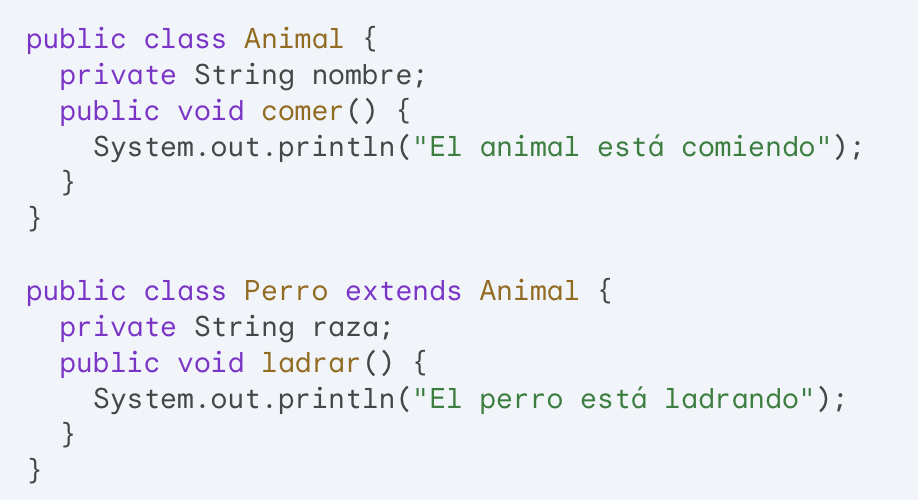 public class Animal {
  private String nombre;
  public void comer() {
    System.out.println("El animal está comiendo");
  }
}

public class Perro extends Animal {
  private String raza;
  public void ladrar() {
    System.out.println("El perro está ladrando");
  }
}